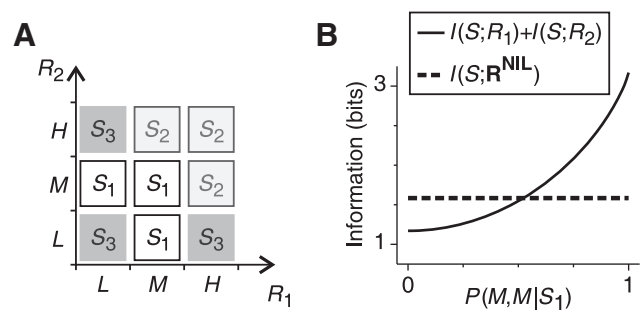 A
R₂
H S₃ S₂ S₂
M S₁ S₁ S₂
L S₃ S₁ S₃
L M H
R₁
B
I(S;R₁)+I(S;R₂)
I(S;R^NIL)
Information (bits)
3
1
0 1
P(M,M|S₁)